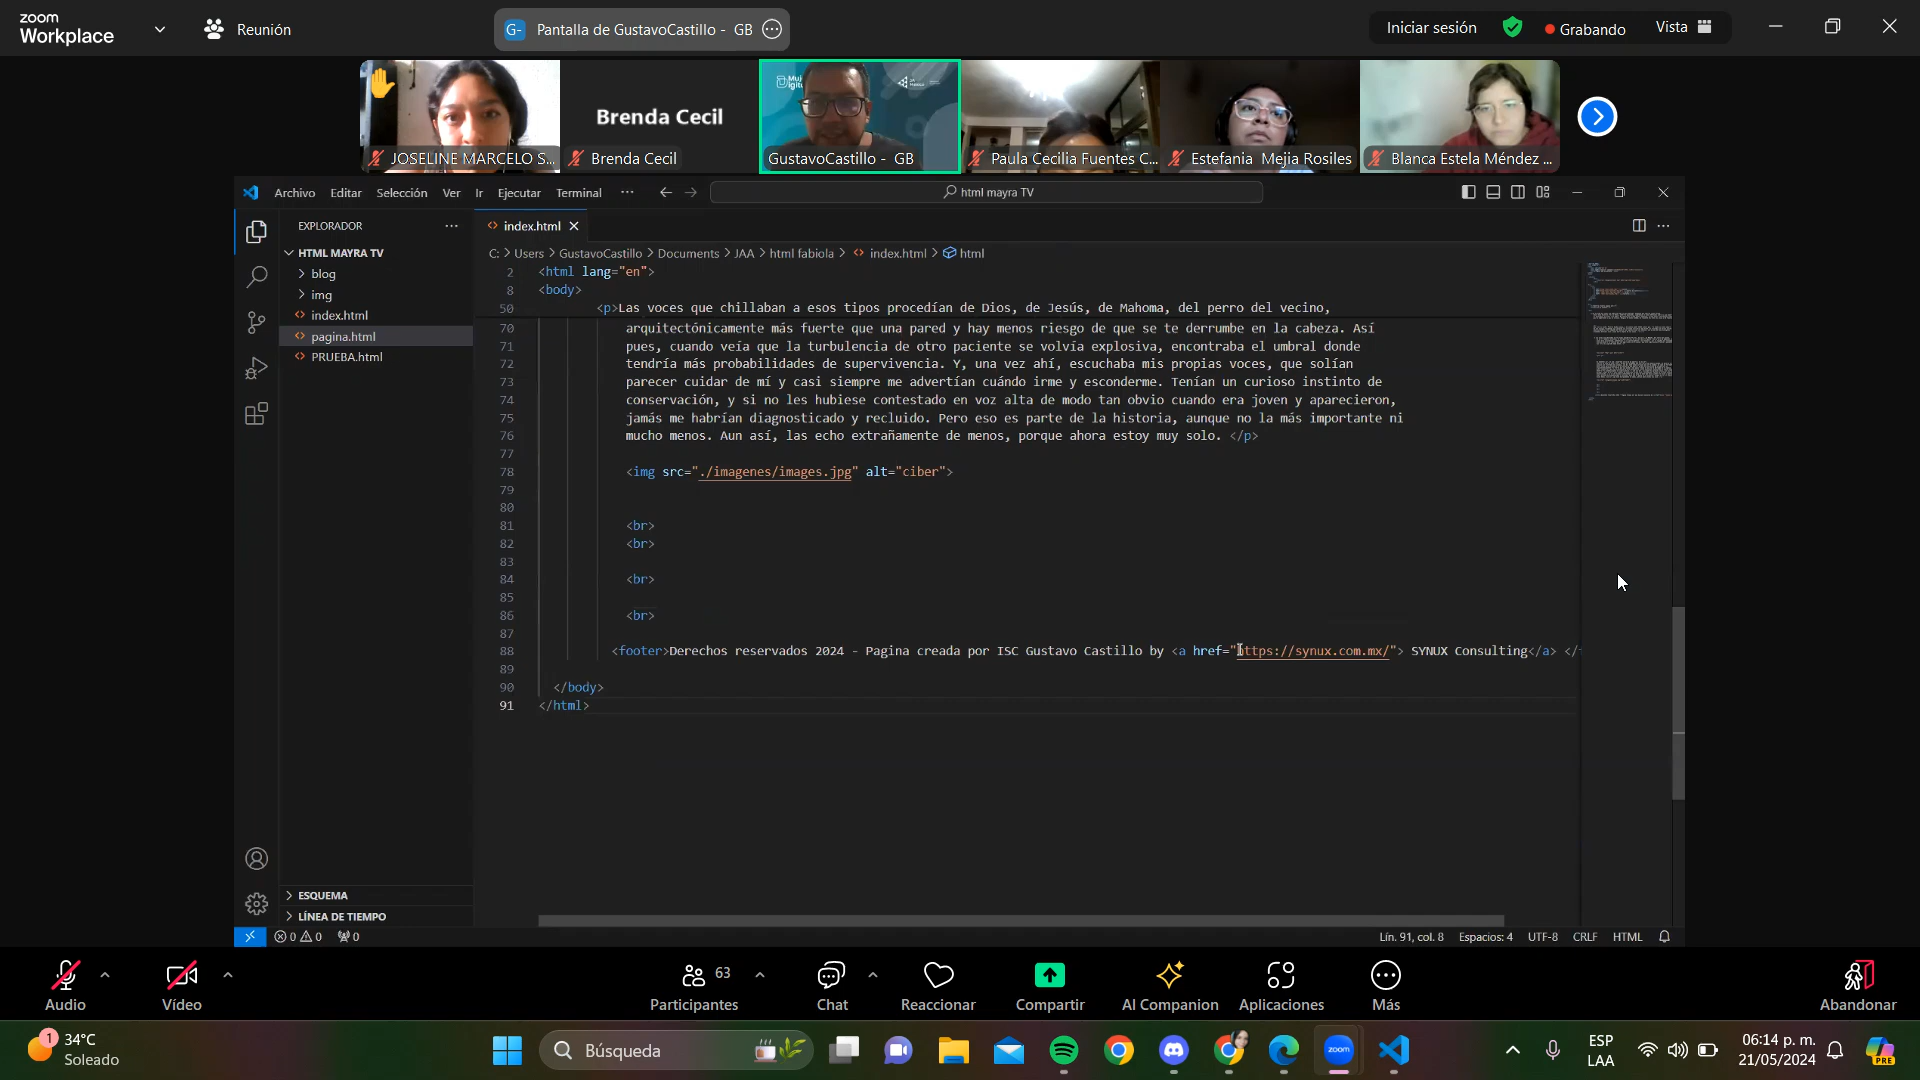 zoom
Workplace
Reunión
G- Pantalla de GustavoCastillo - GB
Iniciar sesión
Grabando
Vista
JOSELINE MARCELO S...
Brenda Cecil
Brenda Cecil
GustavoCastillo - GB
Paula Cecilia Fuentes C...
Estefania Mejia Rosiles
Blanca Estela Méndez ...
Archivo Editar Selección Ver Ir Ejecutar Terminal ···
html mayra TV
EXPLORADOR ···
index.html
HTML MAYRA TV
blog
img
index.html
pagina.html
PRUEBA.html
C: > Users > GustavoCastillo > Documents > JAA > html fabiola > index.html > html
2 <html lang="en">
8 <body>
50 <p>Las voces que chillaban a esos tipos procedían de Dios, de Jesús, de Mahoma, del perro del vecino,
70 arquitectónicamente más fuerte que una pared y hay menos riesgo de que se te derrumbe en la cabeza. Así
71 pues, cuando veía que la turbulencia de otro paciente se volvía explosiva, encontraba el umbral donde
72 tendría más probabilidades de supervivencia. Y, una vez ahí, escuchaba mis propias voces, que solían
73 parecer cuidar de mí y casi siempre me advertían cuándo irme y esconderme. Tenían un curioso instinto de
74 conservación, y si no les hubiese contestado en voz alta de modo tan obvio cuando era joven y aparecieron,
75 jamás me habrían diagnosticado y recluido. Pero eso es parte de la historia, aunque no la más importante ni
76 mucho menos. Aun así, las echo extrañamente de menos, porque ahora estoy muy solo. </p>
77
78 <img src="./imagenes/images.jpg" alt="ciber">
79
80
81 <br>
82 <br>
83
84 <br>
85
86 <br>
87
88 <footer>Derechos reservados 2024 - Pagina creada por ISC Gustavo Castillo by <a href="https://synux.com.mx/"> SYNUX Consulting</a> </
89
90 </body>
91 </html>
ESQUEMA
LÍNEA DE TIEMPO
0 0 0
Lín. 91, col. 8 Espacios: 4 UTF-8 CRLF HTML
Audio
Vídeo
63
Participantes
Chat
Reaccionar
Compartir
AI Companion
Aplicaciones
Más
Abandonar
1
34°C
Soleado
Búsqueda
zoom
ESP
LAA
06:14 p. m.
21/05/2024
PRE